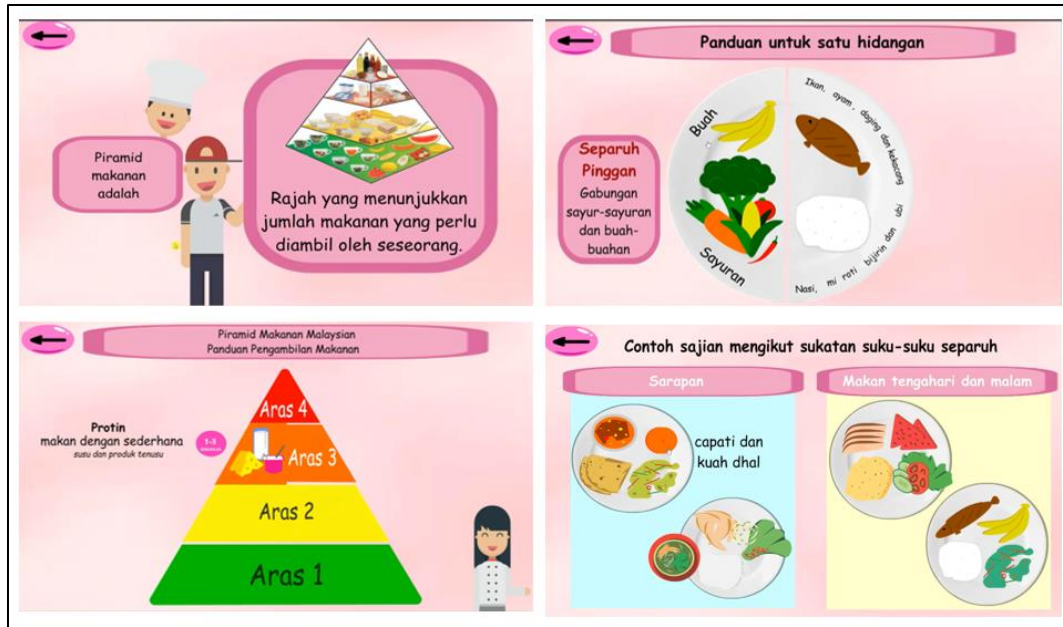 Piramid
makanan
adalah
Rajah yang menunjukkan
jumlah makanan yang perlu
diambil oleh seseorang.
Panduan untuk satu hidangan
Separuh
Pinggan
Gabungan
sayur-sayuran
dan buah-
buahan
Buah
Sayuran
Ikan, ayam, daging dan kekacang
Nasi, mi roti bijirin dan ubi
Piramid Makanan Malaysian
Panduan Pengambilan Makanan
Protin
makan dengan sederhana
susu dan produk tenusu
1-3
Aras 4
Aras 3
Aras 2
Aras 1
Contoh sajian mengikut sukatan suku-suku separuh
Sarapan
capati dan
kuah dhal
Makan tengahari dan malam